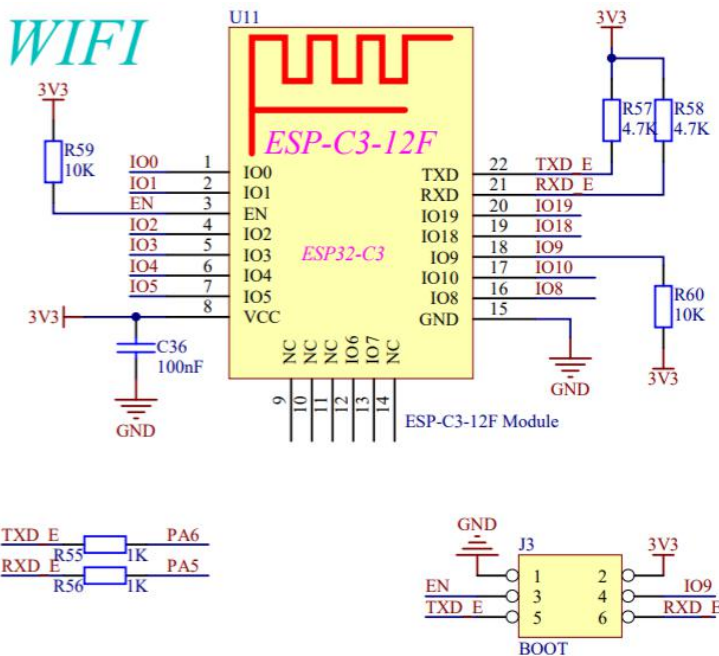 WIFI
U11
3V3
3V3
ESP-C3-12F
R59
10K
R57
4.7K
R58
4.7K
IO0 1 IO0
IO1 2 IO1
EN 3 EN
IO2 4 IO2
IO3 5 IO3
IO4 6 IO4
IO5 7 IO5
3V3 8 VCC
ESP32-C3
TXD 22 TXD_E
RXD 21 RXD_E
IO19 20 IO19
IO18 19 IO18
IO9 18 IO9
IO10 17 IO10
IO8 16 IO8
GND 15
R60
10K
3V3
GND
C36
100nF
GND
NC NC NC IO6 IO7 NC
9 10 11 12 13 14
ESP-C3-12F Module
TXD_E R55 1K PA6
RXD_E R56 1K PA5
GND
J3
3V3
1 2
EN 3 4 IO9
TXD_E 5 6 RXD_E
BOOT